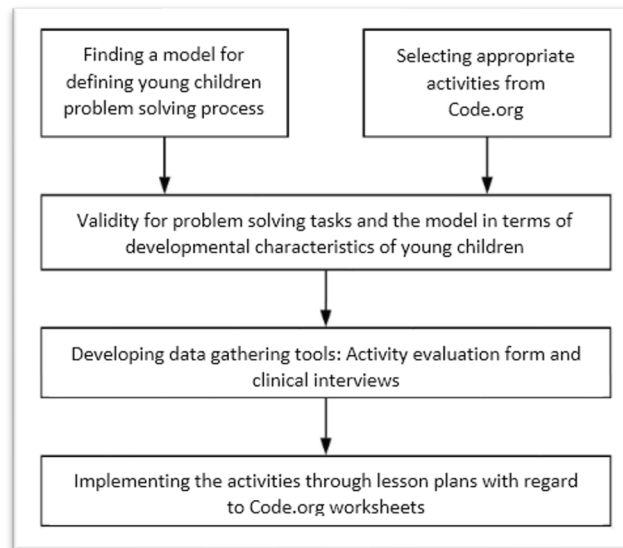 Finding a model for
defining young children
problem solving process
Selecting appropriate
activities from
Code.org
Validity for problem solving tasks and the model in terms of
developmental characteristics of young children
Developing data gathering tools: Activity evaluation form and
clinical interviews
Implementing the activities through lesson plans with regard
to Code.org worksheets